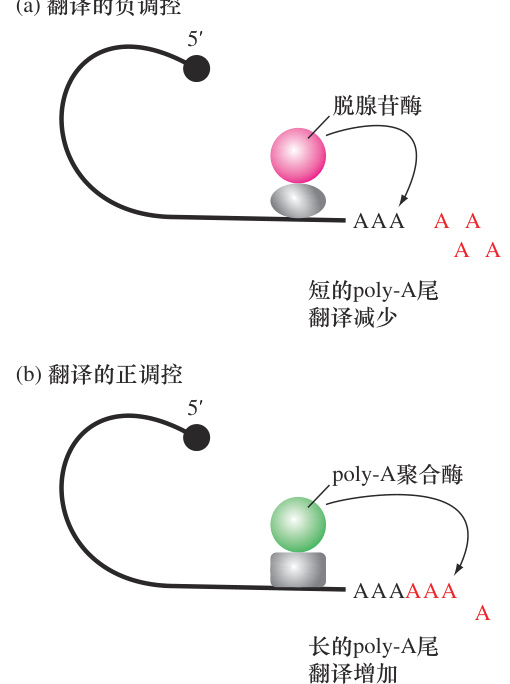 (a) 翻译的负调控
5′
脱腺苷酶
AAA A A
A A
短的poly-A尾
翻译减少
(b) 翻译的正调控
5′
poly-A聚合酶
AAAAAA
A
长的poly-A尾
翻译增加